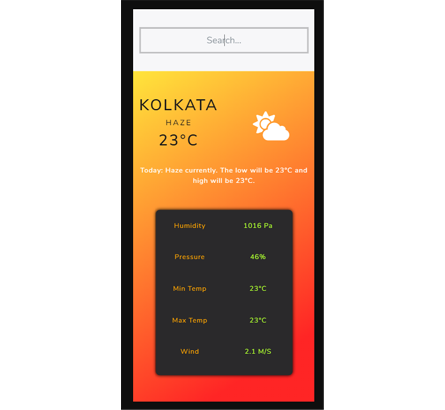 Search...
KOLKATA
HAZE
23°C
Today: Haze currently. The low will be 23°C and
high will be 23°C.
Humidity 1016 Pa
Pressure 46%
Min Temp 23°C
Max Temp 23°C
Wind 2.1 M/S